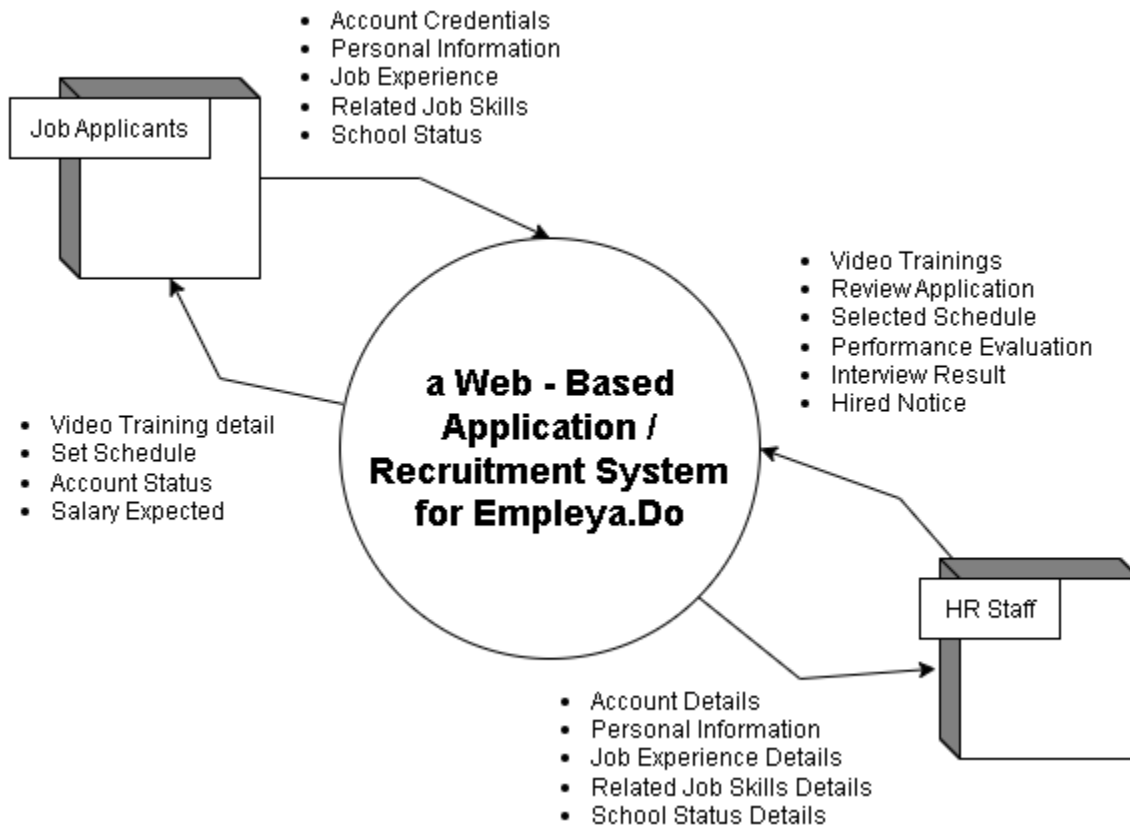 • Account Credentials
• Personal Information
• Job Experience
• Related Job Skills
• School Status
Job Applicants
• Video Trainings
• Review Application
• Selected Schedule
• Performance Evaluation
• Interview Result
• Hired Notice
a Web - Based
Application /
Recruitment System
for Empleya.Do
• Video Training detail
• Set Schedule
• Account Status
• Salary Expected
HR Staff
• Account Details
• Personal Information
• Job Experience Details
• Related Job Skills Details
• School Status Details